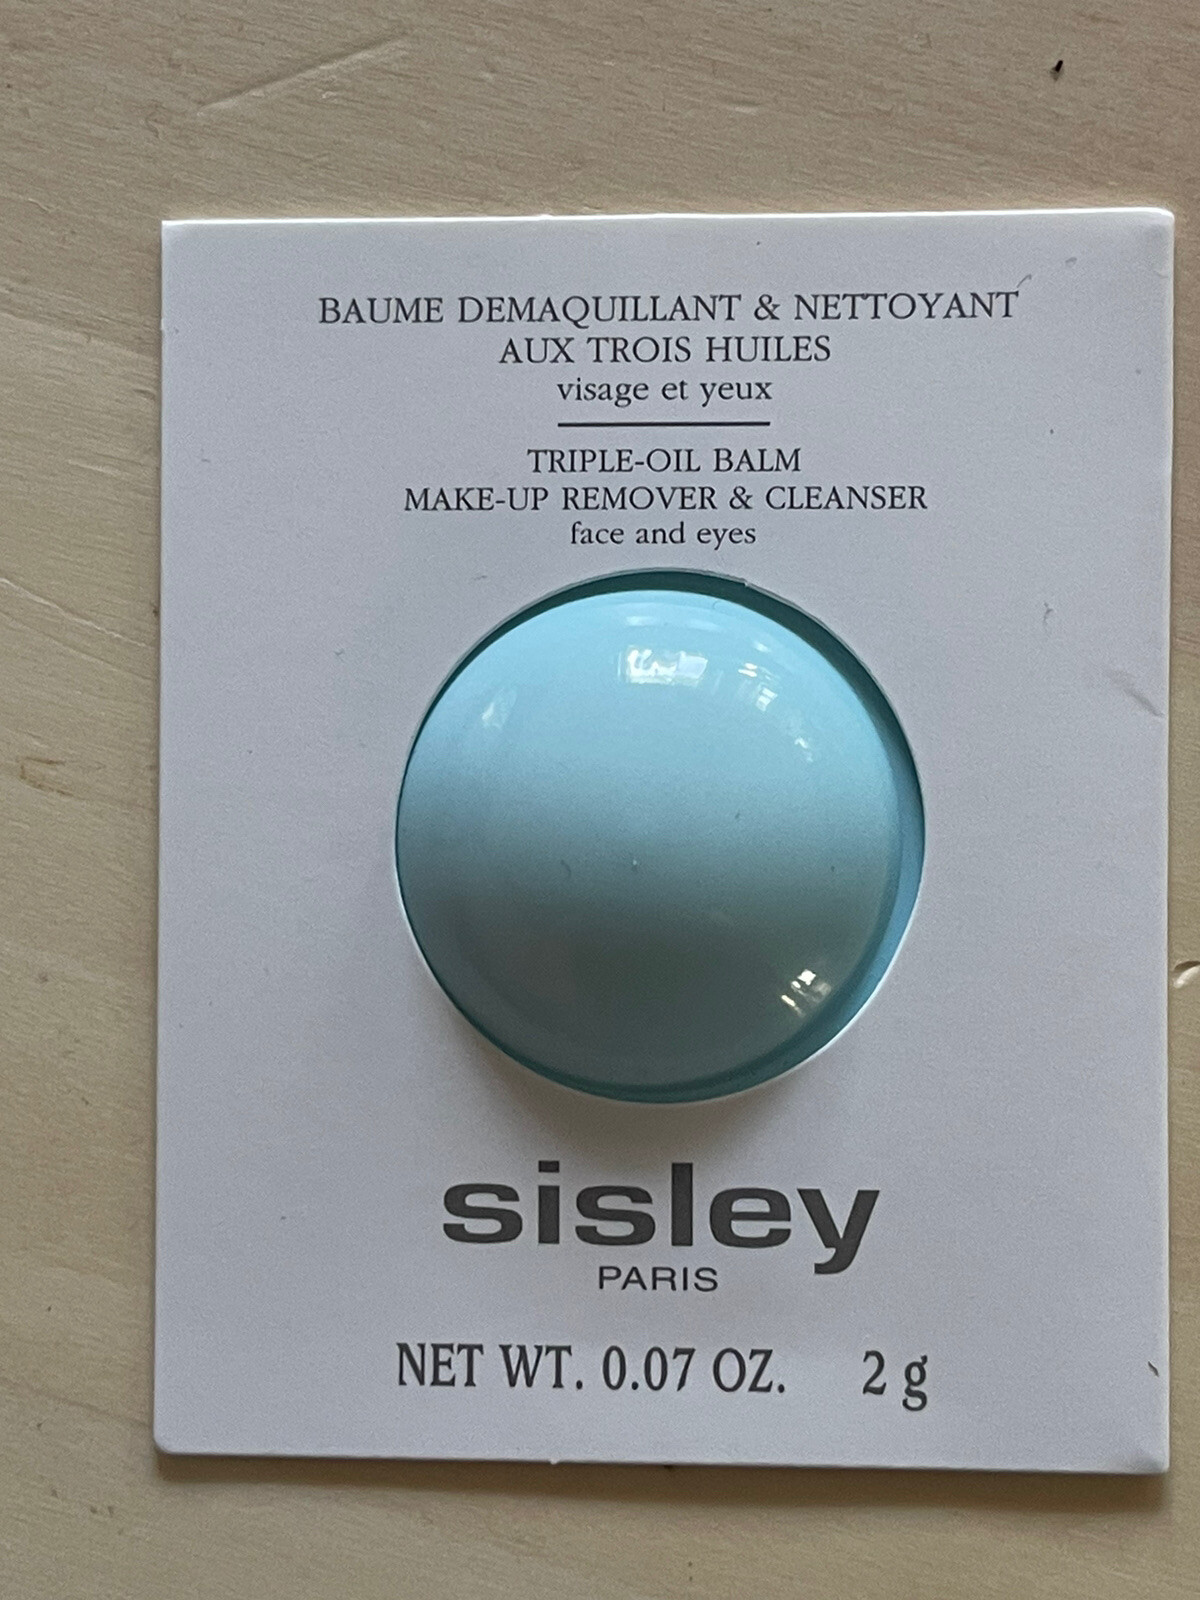 BAUME DEMAQUILLANT & NETTOYANT
AUX TROIS HUILES
visage et yeux
TRIPLE-OIL BALM
MAKE-UP REMOVER & CLEANSER
face and eyes
sisley
PARIS
NET WT. 0.07 OZ. 2 g